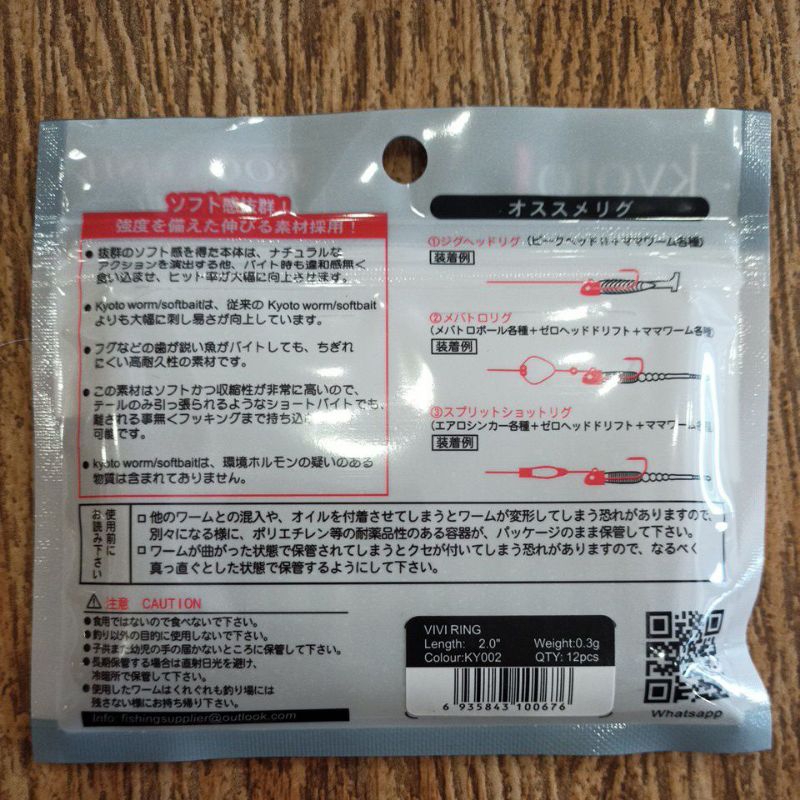 kyoto
ソフト感抜群！
強度を備えた伸びる素材採用！
● 抜群のソフト感を得た本体は、ナチュラルな
アクションを演出する他、バイト時も違和感無く
食い込ませ、ヒット率が大幅に向上させます。
● Kyoto worm/softbaitは、従来の Kyoto worm/softbait
よりも大幅に刺し易さが向上しています。
● フグなどの歯が鋭い魚がバイトしても、ちぎれ
にくい高耐久性の素材です。
● この素材はソフトかつ収縮性が非常に高いので、
テールのみ引っ張られるようなショートバイトでも、
離される事無くフッキングまで持ち込
可能です。
● kyoto worm/softbaitは、環境ホルモンの疑いのある
物質は含まれておりません。
オススメリグ
①ジグヘッドリグ (ビークヘッドII＋ママワーム各種)
装着例
②メバトロリグ
(メバトロボール各種＋ゼロヘッドドリフト＋ママワーム各種)
装着例
③スプリットショットリグ
(エアロシンカー各種＋ゼロヘッドドリフト＋ママワーム各種)
装着例
使用前に
お読み下さい
□ 他のワームとの混入や、オイルを付着させてしまうとワームが変形してしまう恐れがありますので、
別々になる様に、ポリエチレン等の耐薬品性のある容器が、パッケージのまま保管して下さい。
□ ワームが曲がった状態で保管されてしまうとクセが付いてしまう恐れがありますので、なるべく
真っ直ぐとした状態で保管するようにして下さい。
⚠注意 CAUTION
●食用ではないので食べないで下さい。
●釣り以外の目的に使用しないで下さい。
●子供また幼児の手の届かないところに保管して下さい。
●長期保管する場合は直射日光を避け、
冷暗所で保管して下さい。
●使用したワームはくれぐれも釣り場には
残さない様にお持ち帰り下さい。
Info: fishingsupplier@outlook.com
VIVI RING
Length: 2.0" Weight:0.3g
Colour:KY002 QTY: 12pcs
6 935843 100676
Whatsapp